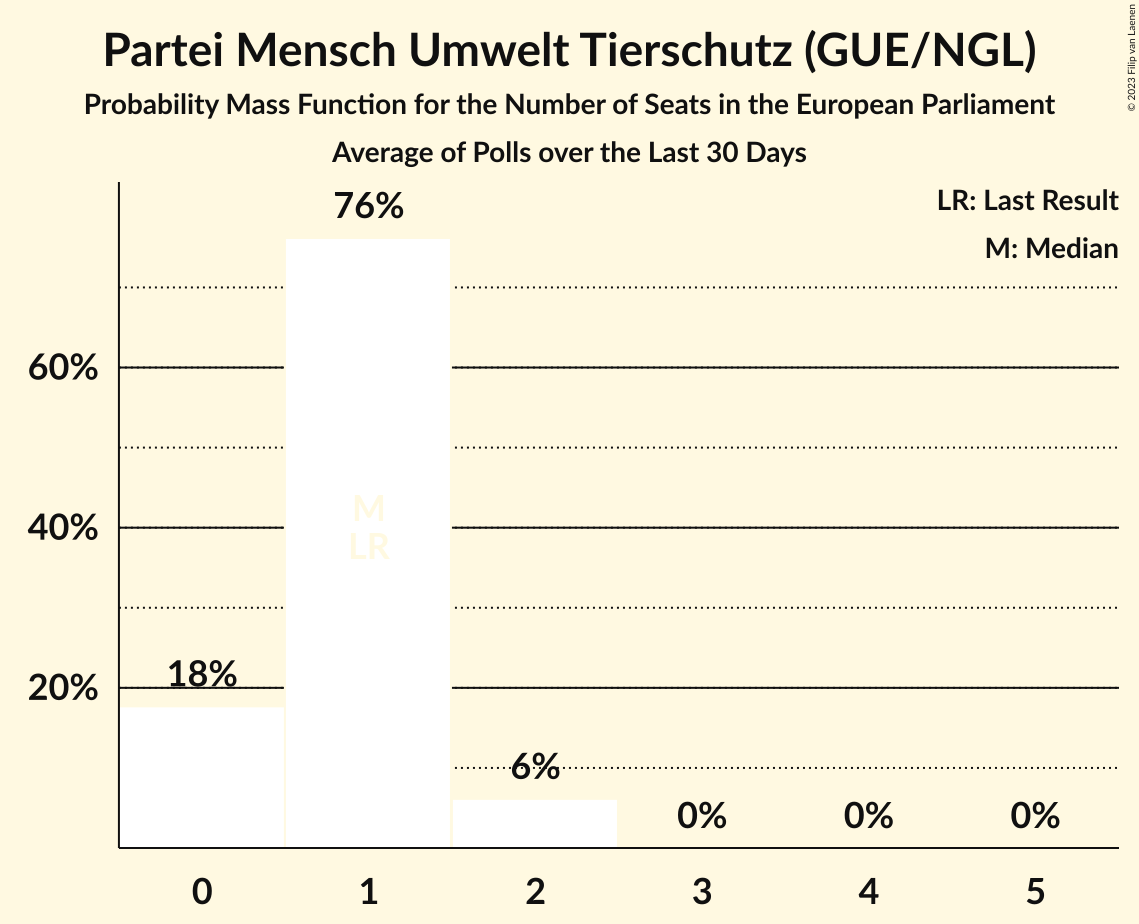 Partei Mensch Umwelt Tierschutz (GUE/NGL)
Probability Mass Function for the Number of Seats in the European Parliament
Average of Polls over the Last 30 Days
© 2023 Filip van Laenen
LR: Last Result
M: Median
76%
60%
M
40%
LR
18%
20%
6%
0% 0% 0%
0 1 2 3 4 5